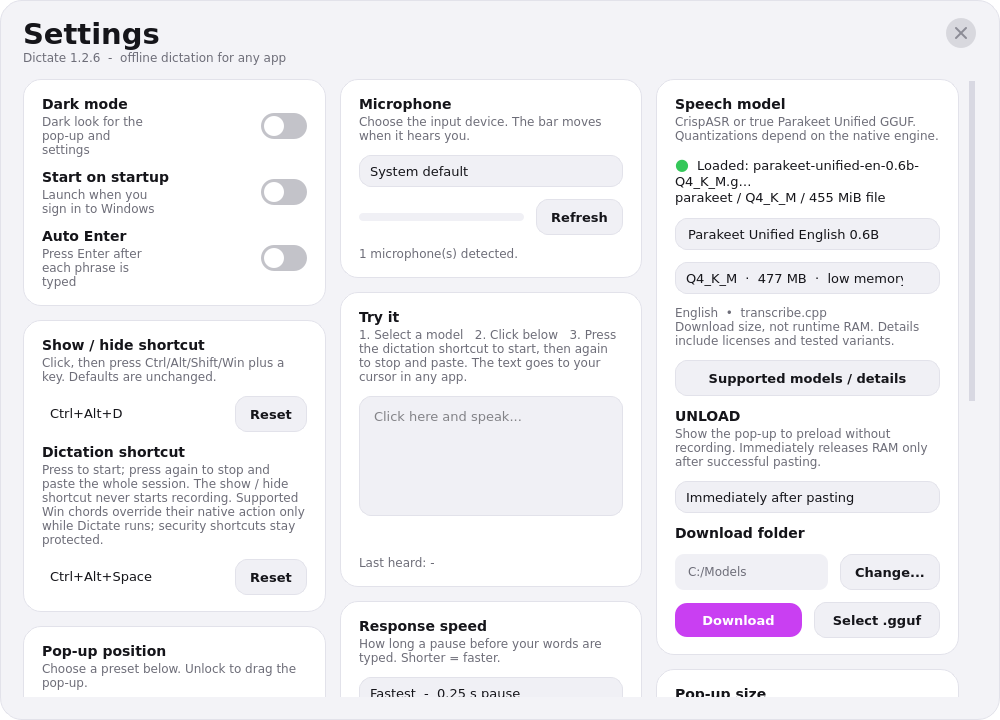 Settings
Dictate 1.2.6  -  offline dictation for any app
Dark mode
Dark look for the
pop-up and
settings
Start on startup
Launch when you
sign in to Windows
Auto Enter
Press Enter after
each phrase is
typed
Show / hide shortcut
Click, then press Ctrl/Alt/Shift/Win plus a
key. Defaults are unchanged.
Ctrl+Alt+D
Reset
Dictation shortcut
Press to start; press again to stop and
paste the whole session. The show / hide
shortcut never starts recording. Supported
Win chords override their native action only
while Dictate runs; security shortcuts stay
protected.
Ctrl+Alt+Space
Reset
Pop-up position
Choose a preset below. Unlock to drag the
pop-up.
Microphone
Choose the input device. The bar moves
when it hears you.
System default
Refresh
1 microphone(s) detected.
Try it
1. Select a model   2. Click below   3. Press
the dictation shortcut to start, then again
to stop and paste. The text goes to your
cursor in any app.
Click here and speak...
Last heard: -
Response speed
How long a pause before your words are
typed. Shorter = faster.
Fastest  -  0.25 s pause
Speech model
CrispASR or true Parakeet Unified GGUF.
Quantizations depend on the native engine.
Loaded: parakeet-unified-en-0.6b-
Q4_K_M.g...
parakeet / Q4_K_M / 455 MiB file
Parakeet Unified English 0.6B
Q4_K_M  ·  477 MB  ·  low memory
English  •  transcribe.cpp
Download size, not runtime RAM. Details
include licenses and tested variants.
Supported models / details
UNLOAD
Show the pop-up to preload without
recording. Immediately releases RAM only
after successful pasting.
Immediately after pasting
Download folder
C:/Models
Change...
Download
Select .gguf
Pop-up size